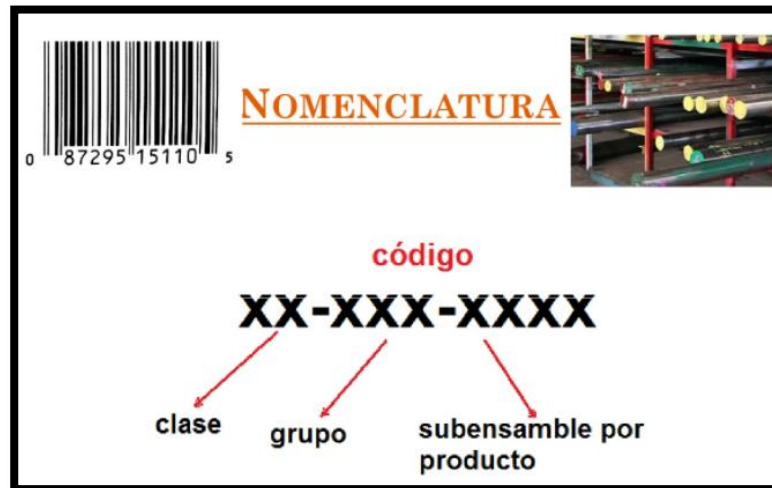 NOMENCLATURA
0 87295 15110 5
código
xx-xxx-xxxx
clase
grupo
subensamble por
producto